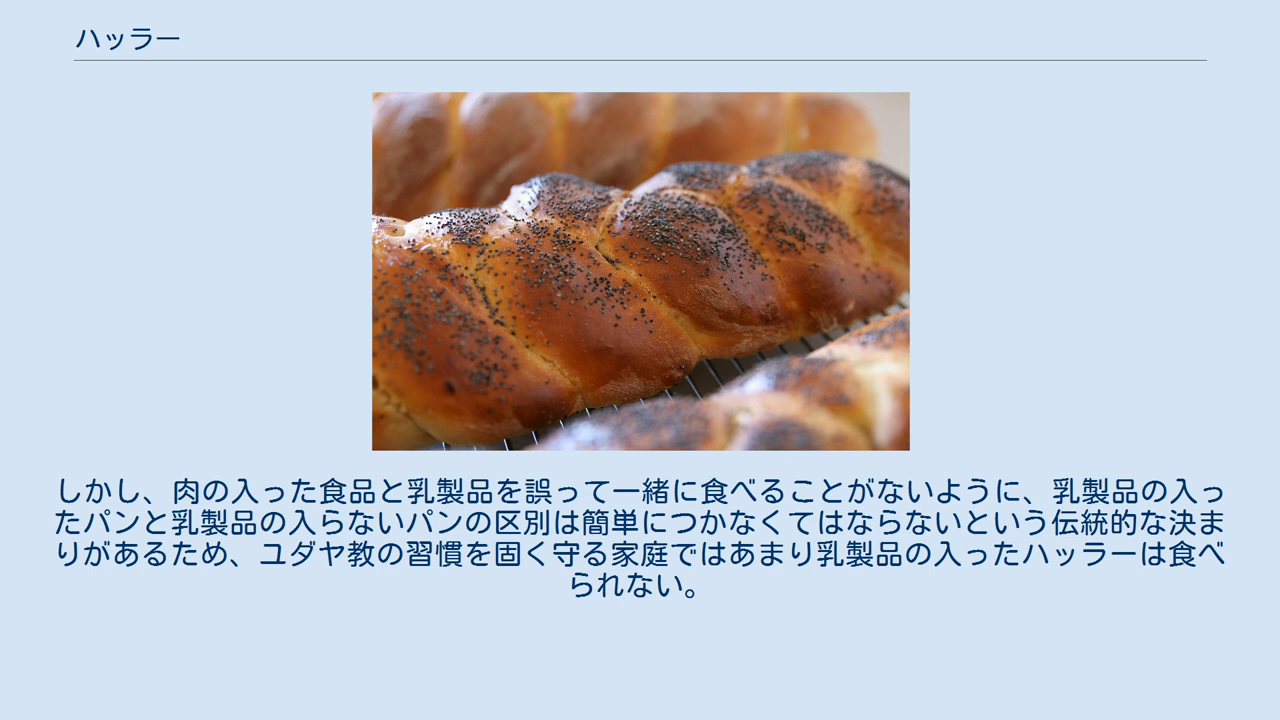 ハッラー
しかし、肉の入った食品と乳製品を誤って一緒に食べることがないように、乳製品の入っ
たパンと乳製品の入らないパンの区別は簡単につかなくてはならないという伝統的な決ま
りがあるため、ユダヤ教の習慣を固く守る家庭ではあまり乳製品の入ったハッラーは食べ
られない。